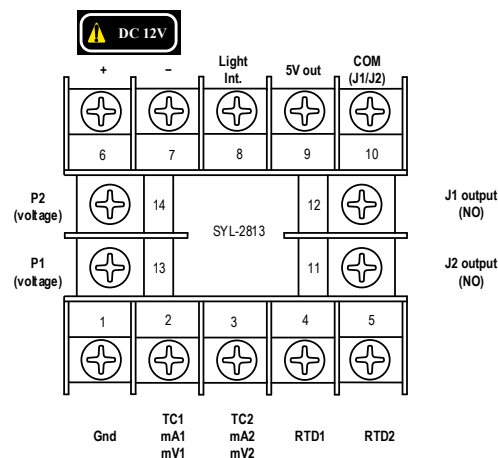 DC 12V
+ − Light Int. 5V out COM (J1/J2)
6 7 8 9 10
P2 (voltage) 14 12 J1 output (NO)
SYL-2813
P1 (voltage) 13 11 J2 output (NO)
1 2 3 4 5
Gnd TC1 mA1 mV1 TC2 mA2 mV2 RTD1 RTD2